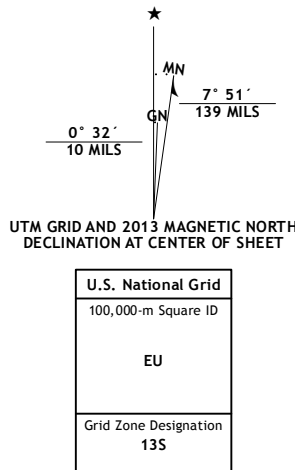 ★
MN
GN
7° 51´
139 MILS
0° 32´
10 MILS
UTM GRID AND 2013 MAGNETIC NORTH
DECLINATION AT CENTER OF SHEET
U.S. National Grid
100,000-m Square ID
EU
Grid Zone Designation
13S